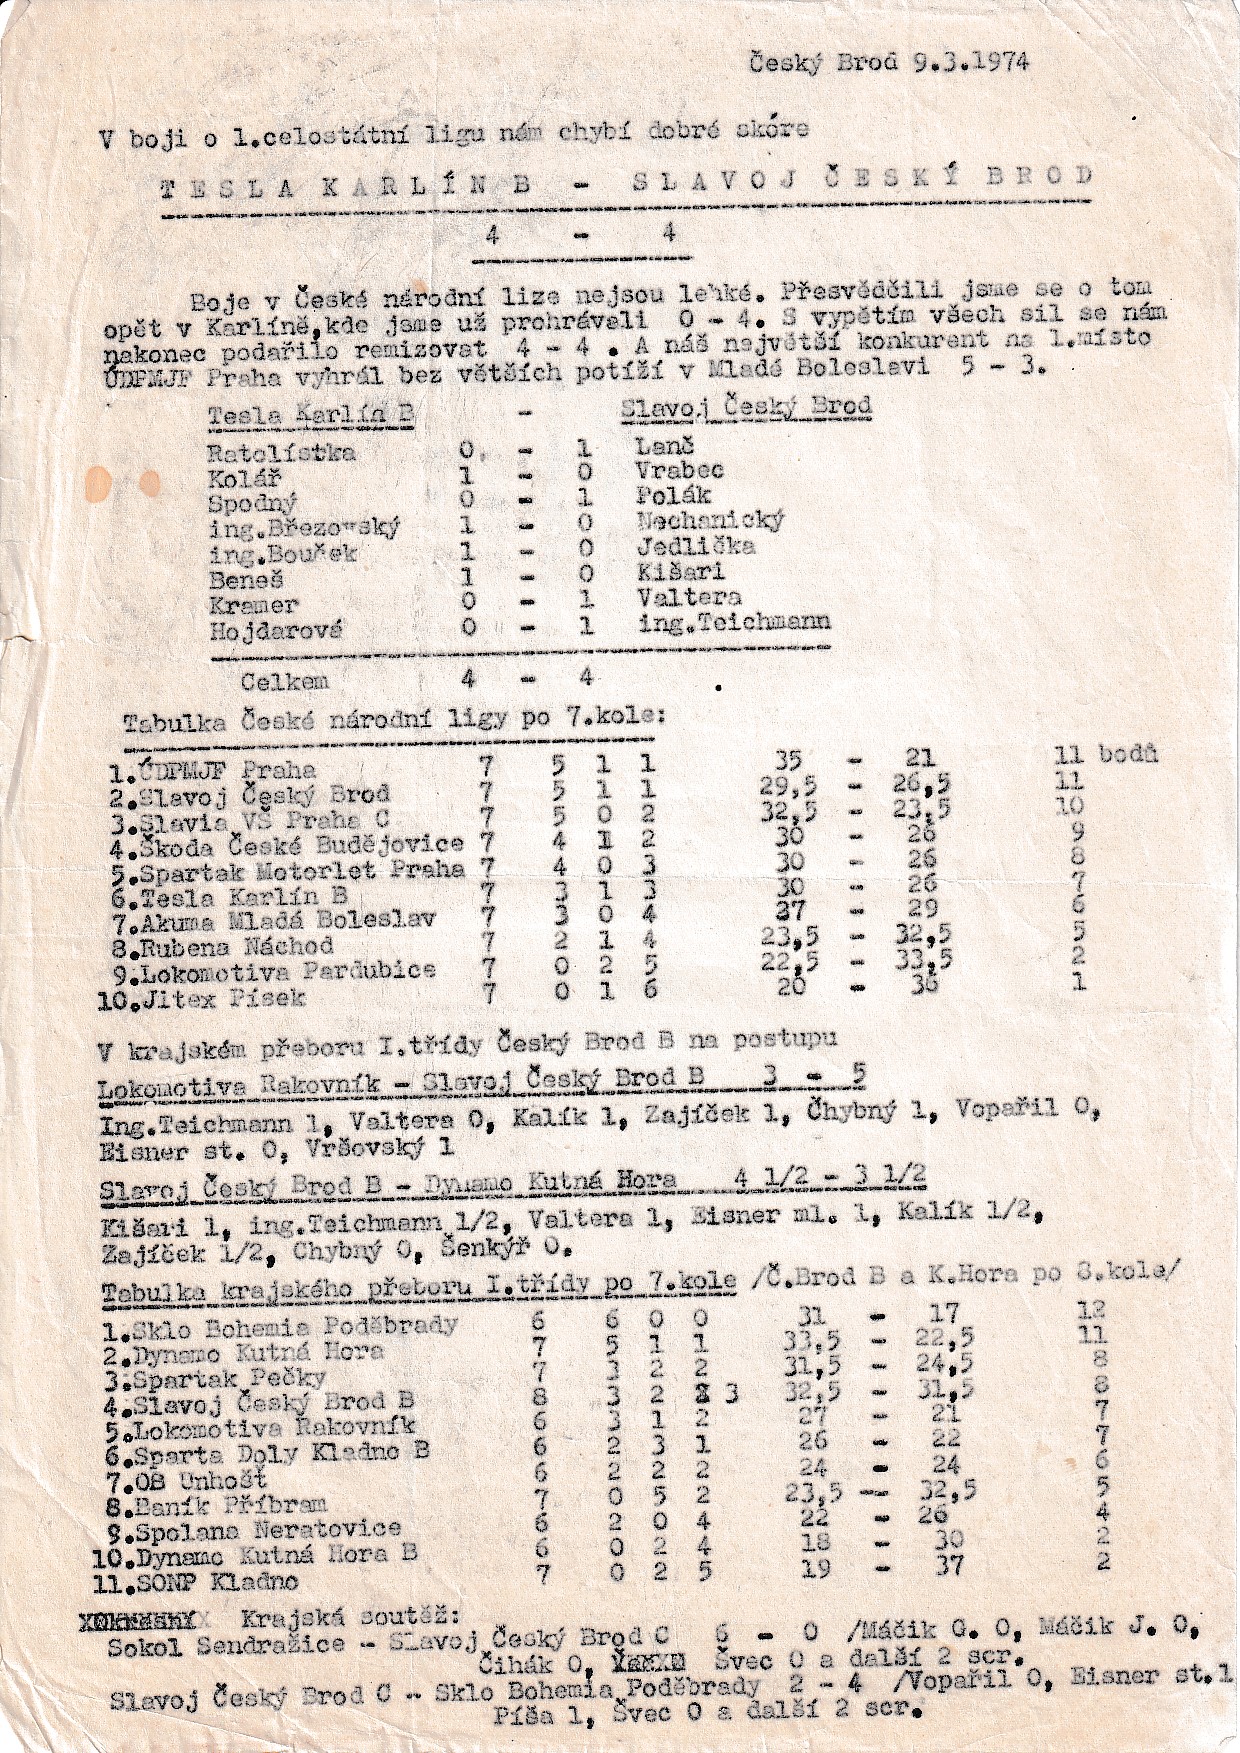 Český Brod 9.3.1974
V boji o 1.celostátní ligu nám chybí dobré skóre
T E S L A  K A R L Í N  B  -  S L A V O J  Č E S K Ý  B R O D
4 - 4
Boje v České národní lize nejsou lehké. Přesvědčili jsme se o tom
opět v Karlíně,kde jsme už prohráveli 0 - 4. S vypětím všech sil se nám
nakonec podařilo remizovat 4 - 4 . A náš největší konkurent na 1.místo
ÚDPMJF Praha vyhrál bez větších potíží v Mladé Boleslavi 5 - 3.
Tesla Karlín B - Slavoj Český Brod
Ratolístka 0. - 1 Lanč
Kolář 1 - 0 Vrabec
Spodný 0 - 1 Polák
ing.Březowský 1 - 0 Nechanický
ing.Bouček 1 - 0 Jedlička
Beneš 1 - 0 Kišari
Kramer 0 - 1 Valtera
Hojdarová 0 - 1 ing.Teichmann
Celkem 4 - 4 .
Tabulka České národní ligy po 7.kole:
1.ÚDPMJF Praha 7 5 1 1 35 - 21 11 bodů
2.Slavoj Český Brod 7 5 1 1 29,5 - 26,5 11
3.Slavia VŠ Praha C 7 5 0 2 32,5 - 23,5 10
4.Škoda České Budějovice 7 4 1 2 30 - 26 9
5.Spartak Motorlet Praha 7 4 0 3 30 - 26 8
6.Tesla Karlín B 7 3 1 3 30 - 26 7
7.Akuma Mladá Boleslav 7 3 0 4 27 - 29 6
8.Rubena Náchod 7 2 1 4 23,5 - 32,5 5
9.Lokomotiva Pardubice 7 0 2 5 22,5 - 33,5 2
10.Jitex Písek 7 0 1 6 20 - 36 1
V krajském přeboru I.třídy Český Brod B na postupu
Lokomotiva Rakovník - Slavoj Český Brod B 3 - 5
Ing.Teichmann 1, Valtera 0, Kalík 1, Zajíček 1, Chybný 1, Vopařil 0,
Eisner st. 0, Vršovský 1
Slavoj Český Brod B - Dynamo Kutná Hora 4 1/2 - 3 1/2
Kišari 1, ing.Teichmann 1/2, Valtera 1, Eisner ml. 1, Kalík 1/2,
Zajíček 1/2, Chybný 0, Šenkýř 0.
Tabulka krajského přeboru I.třídy po 7.kole /Č.Brod B a K.Hora po 8.kole/
1.Sklo Bohemia Poděbrady 6 6 0 0 31 - 17 12
2.Dynamo Kutná Hora 7 5 1 1 33,5 - 22,5 11
3.Spartak Pečky 7 3 2 2 31,5 - 24,5 8
4.Slavoj Český Brod B 8 3 2 3 32,5 - 31,5 8
5.Lokomotiva Rakovník 6 3 1 2 27 - 21 7
6.Sparta Doly Kladno B 6 2 3 1 26 - 22 7
7.OB Unhošť 6 2 2 2 24 - 24 6
8.Baník Příbram 7 0 5 2 23,5 -- 32,5 5
9.Spolana Neratovice 6 2 0 4 22 - 26 4
10.Dynamo Kutná Hora B 6 0 2 4 18 - 30 2
11.SONP Kladno 7 0 2 5 19 - 37 2
Krajská soutěž:
Sokol Sendražice - Slavoj Český Brod C 6 - 0 /Máčik G. 0, Máčik J. 0,
Čihák 0, Švec 0 a další 2 scr.
Slavoj Český Brod C - Sklo Bohemia Poděbrady 2 - 4 /Vopařil 0, Eisner st.1
Píša 1, Švec 0 a další 2 scr.